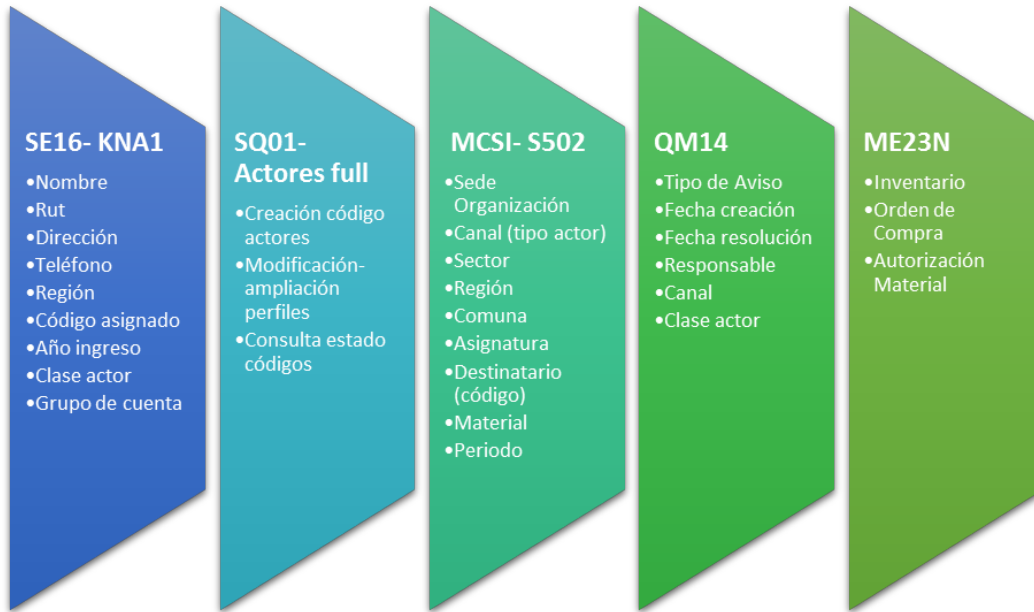 SE16- KNA1
•Nombre
•Rut
•Dirección
•Teléfono
•Región
•Código asignado
•Año ingreso
•Clase actor
•Grupo de cuenta
SQ01-
Actores full
•Creación código
actores
•Modificación-
ampliación
perfiles
•Consulta estado
códigos
MCSI- S502
•Sede
Organización
•Canal (tipo actor)
•Sector
•Región
•Comuna
•Asignatura
•Destinatario
(código)
•Material
•Periodo
QM14
•Tipo de Aviso
•Fecha creación
•Fecha resolución
•Responsable
•Canal
•Clase actor
ME23N
•Inventario
•Orden de
Compra
•Autorización
Material